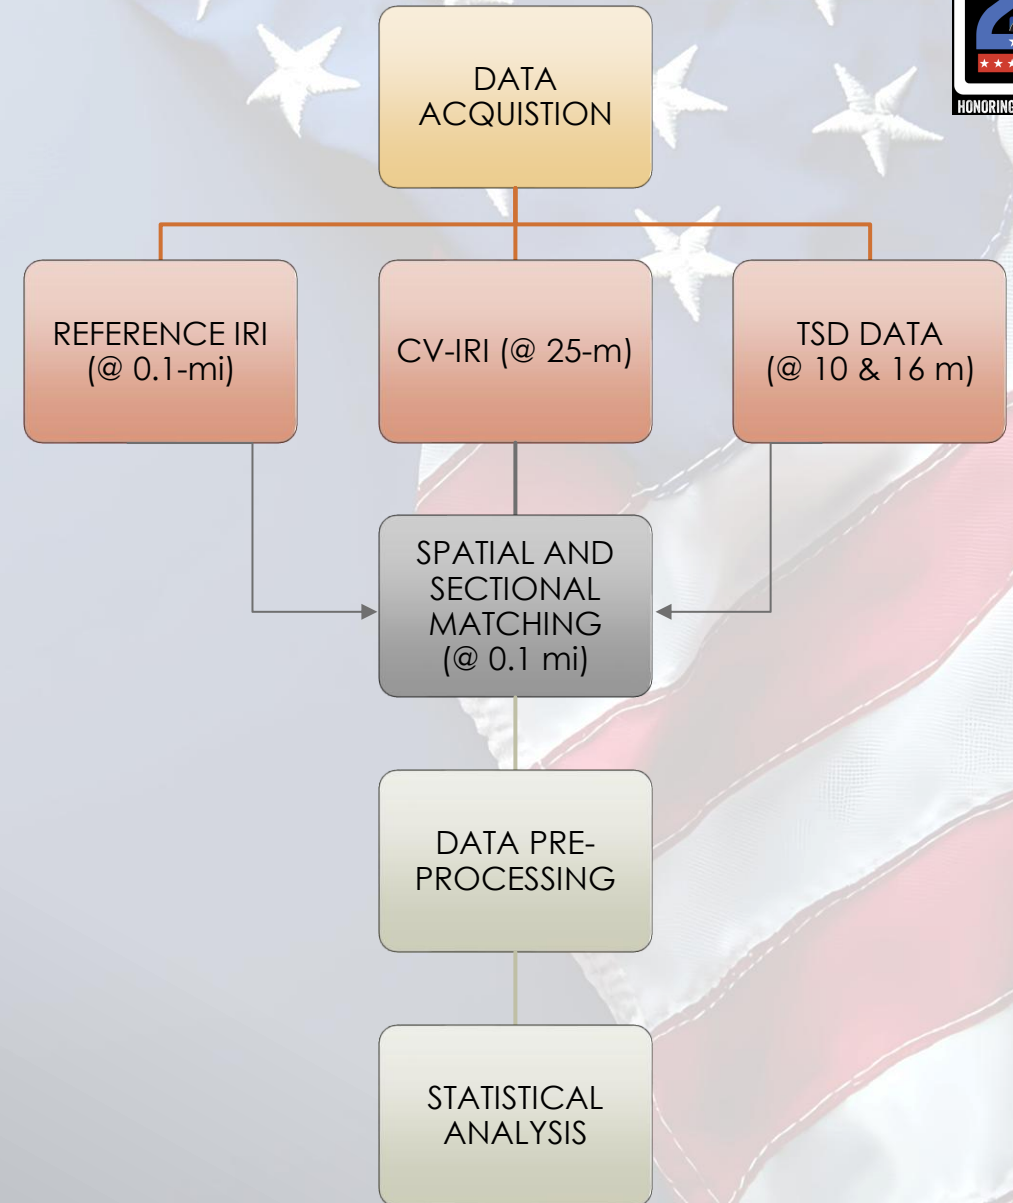 DATA
ACQUISTION
HONORING
REFERENCE IRI
(@ 0.1-mi)
CV-IRI (@ 25-m)
TSD DATA
(@ 10 & 16 m)
SPATIAL AND
SECTIONAL
MATCHING
(@ 0.1 mi)
DATA PRE-
PROCESSING
STATISTICAL
ANALYSIS